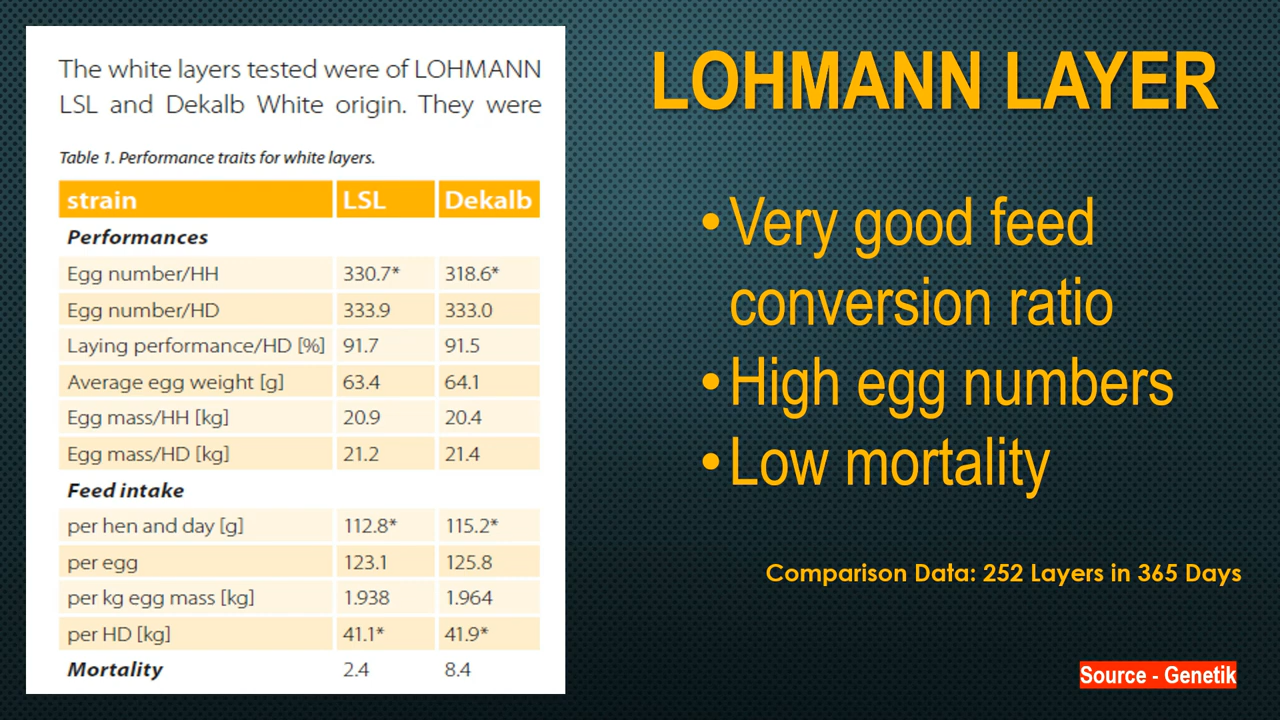 The white layers tested were of LOHMANN
LSL and Dekalb White origin. They were
Table 1. Performance traits for white layers.
strain LSL Dekalb
Performances
Egg number/HH 330.7* 318.6*
Egg number/HD 333.9 333.0
Laying performance/HD [%] 91.7 91.5
Average egg weight [g] 63.4 64.1
Egg mass/HH [kg] 20.9 20.4
Egg mass/HD [kg] 21.2 21.4
Feed intake
per hen and day [g] 112.8* 115.2*
per egg 123.1 125.8
per kg egg mass [kg] 1.938 1.964
per HD [kg] 41.1* 41.9*
Mortality 2.4 8.4
LOHMANN LAYER
•Very good feed
conversion ratio
•High egg numbers
•Low mortality
Comparison Data: 252 Layers in 365 Days
Source - Genetik